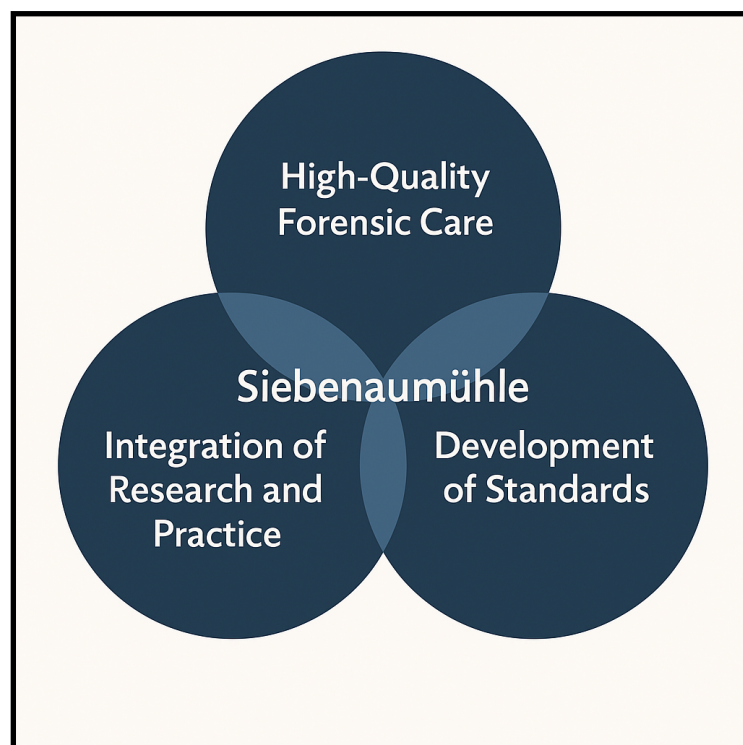 High-Quality
Forensic Care
Siebenaumühle
Integration of
Research and
Practice
Development
of Standards